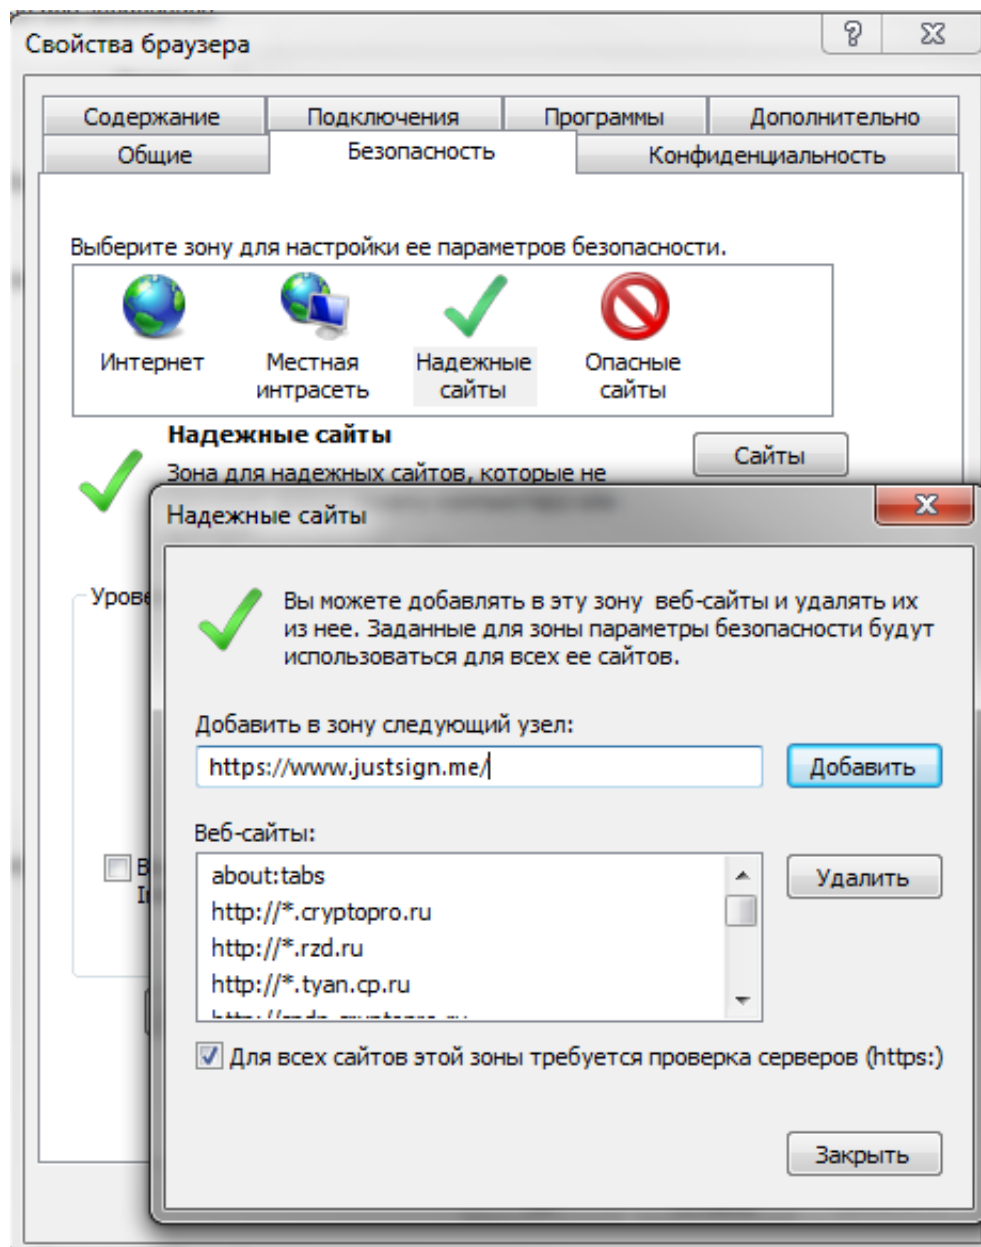 Свойства браузера
Содержание Подключения Программы Дополнительно
Общие Безопасность Конфиденциальность
Выберите зону для настройки ее параметров безопасности.
Интернет
Местная интрасеть
Надежные сайты
Опасные сайты
Надежные сайты
Сайты
Зона для надежных сайтов, которые не
Надежные сайты
Урове
Вы можете добавлять в эту зону веб-сайты и удалять их
из нее. Заданные для зоны параметры безопасности будут
использоваться для всех ее сайтов.
Добавить в зону следующий узел:
https://www.justsign.me/
Добавить
Веб-сайты:
about:tabs
Удалить
http://*.cryptopro.ru
http://*.rzd.ru
http://*.tyan.cp.ru
Для всех сайтов этой зоны требуется проверка серверов (https:)
Закрыть